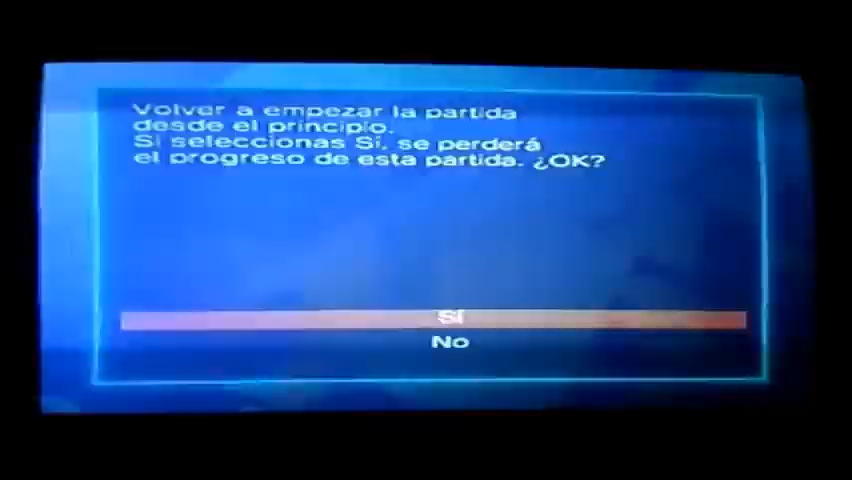 Volver a empezar la partida
desde el principio.
Si seleccionas Sí, se perderá
el progreso de esta partida. ¿OK?
Sí
No